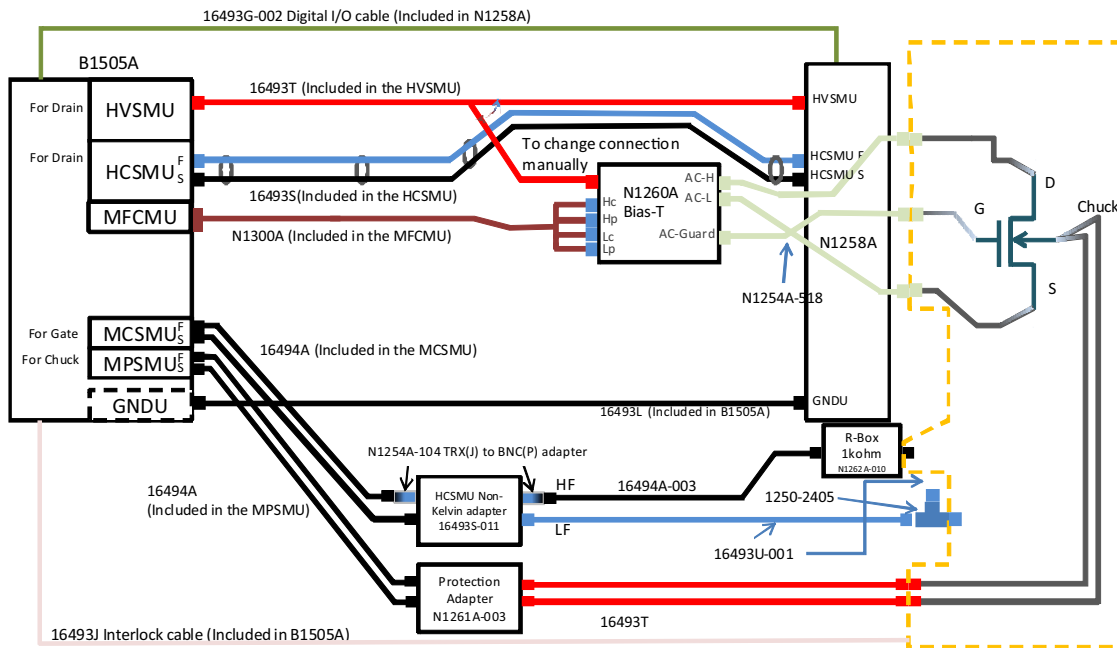 16493G-002 Digital I/O cable (Included in N1258A)
B1505A
16493T (Included in the HVSMU)
For Drain
HVSMU
HVSMU
For Drain
HCSMU
F
S
To change connection
manually
HCSMU F
HCSMU S
16493S(Included in the HCSMU)
N1260A
Bias-T
AC-H
AC-L
AC-Guard
Hc
Hp
Lc
Lp
D
G
S
Chuck
MFCMU
N1300A (Included in the MFCMU)
N1258A
N1254A-518
For Gate
MCSMU
F
S
For Chuck
MPSMU
F
S
16494A (Included in the MCSMU)
GNDU
GNDU
16493L (Included in B1505A)
R-Box
1kohm
N1262A-010
N1254A-104 TRX(J) to BNC(P) adapter
16494A
(Included in the MPSMU)
HCSMU Non-
Kelvin adapter
16493S-011
HF
LF
16494A-003
1250-2405
16493U-001
Protection
Adapter
N1261A-003
16493T
16493J Interlock cable (Included in B1505A)